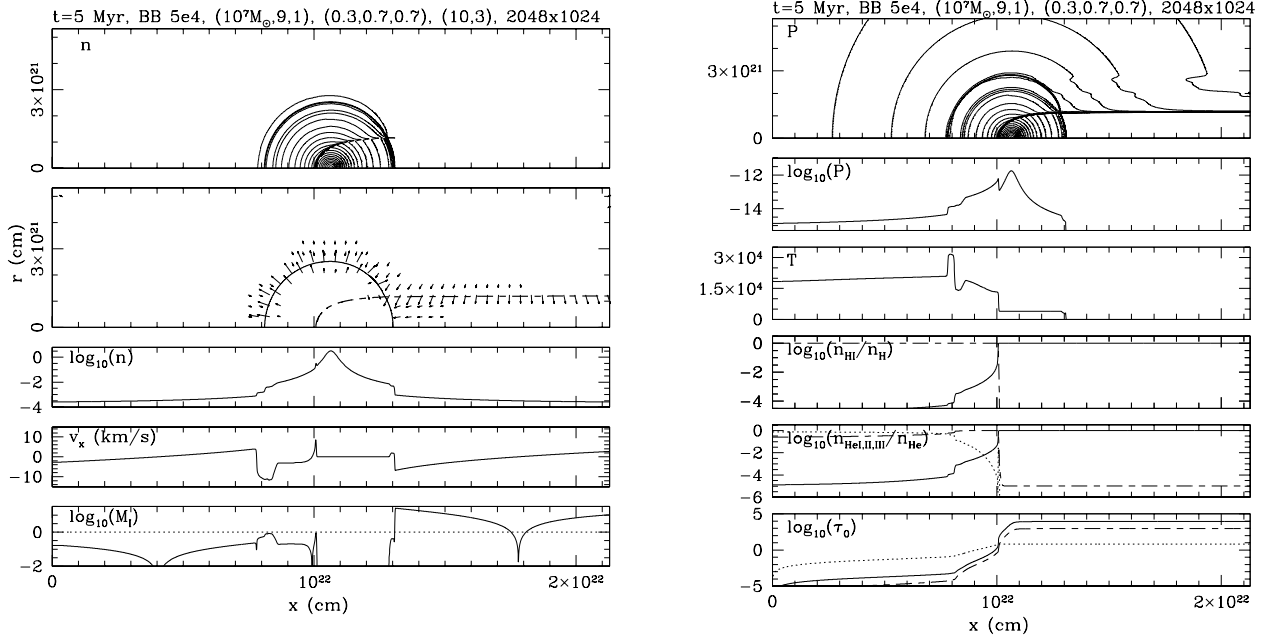 t=5 Myr, BB 5e4, (10⁷M☉,9,1), (0.3,0.7,0.7), (10,3), 2048x1024
n
3×10²¹
0
r (cm)
3×10²¹
0
log₁₀(n)
0
−2
−4
vₓ (km/s)
10
0
−10
log₁₀(M_I)
0
−2
0
10²²
2×10²²
x (cm)
t=5 Myr, BB 5e4, (10⁷M☉,9,1), (0.3,0.7,0.7), (10,3), 2048x1024
P
3×10²¹
0
log₁₀(P)
−12
−14
T
3×10⁴
1.5×10⁴
0
log₁₀(n_HI/n_H)
0
−2
−4
log₁₀(n_HeI,II,III/n_He)
0
−2
−4
−6
log₁₀(τ₀)
5
0
−5
0
10²²
2×10²²
x (cm)